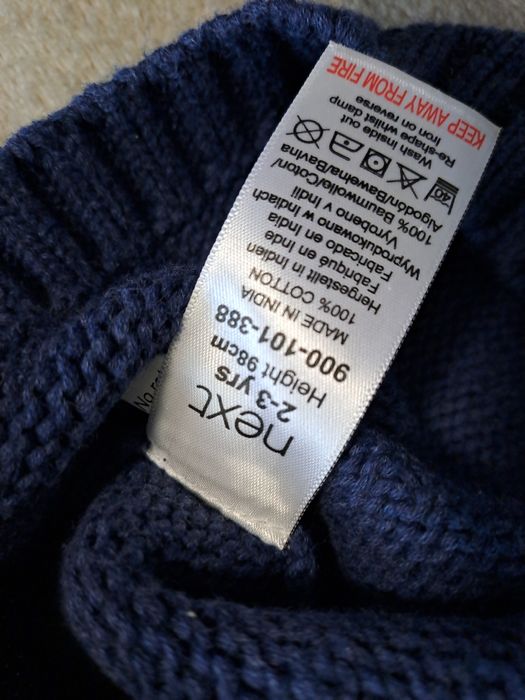 next
2-3 yrs
Height 98cm
900-101-388
MADE IN INDIA
100% COTTON
Hergestellt in Indien
Fabriqué en Inde
Fabricado en India
Wyprodukowano w Indiach
Vyrobeno v Indii
100% Baumwolle/Cotton/
Algodón/Bawełna/Bavlna
40
Wash inside out
Re-shape whilst damp
Iron on reverse
KEEP AWAY FROM FIRE